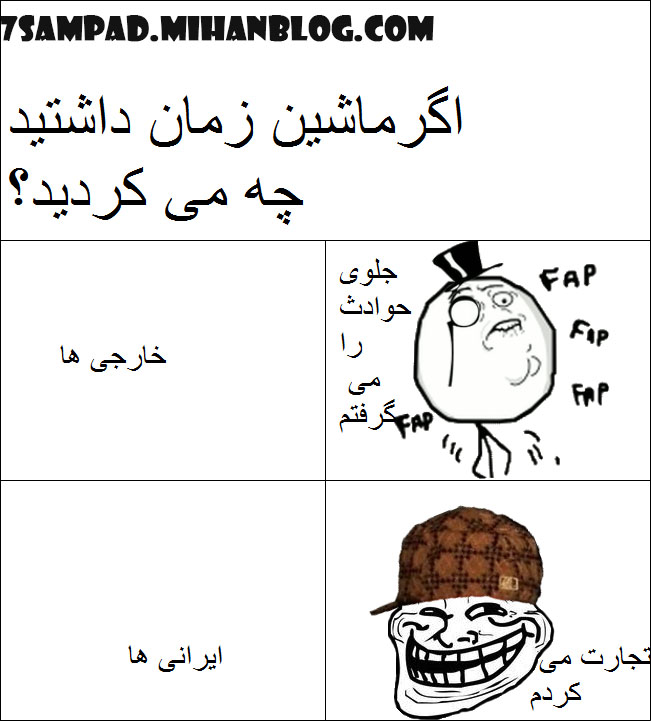 7SAMPAD.MIHANBLOG.COM
اگرماشین زمان داشتید
چه می کردید؟
خارجی ها
جلوی
حوادث
را
می
گرفتم
FAP
FAP
FAP
FAP
ایرانی ها
تجارت می
کردم